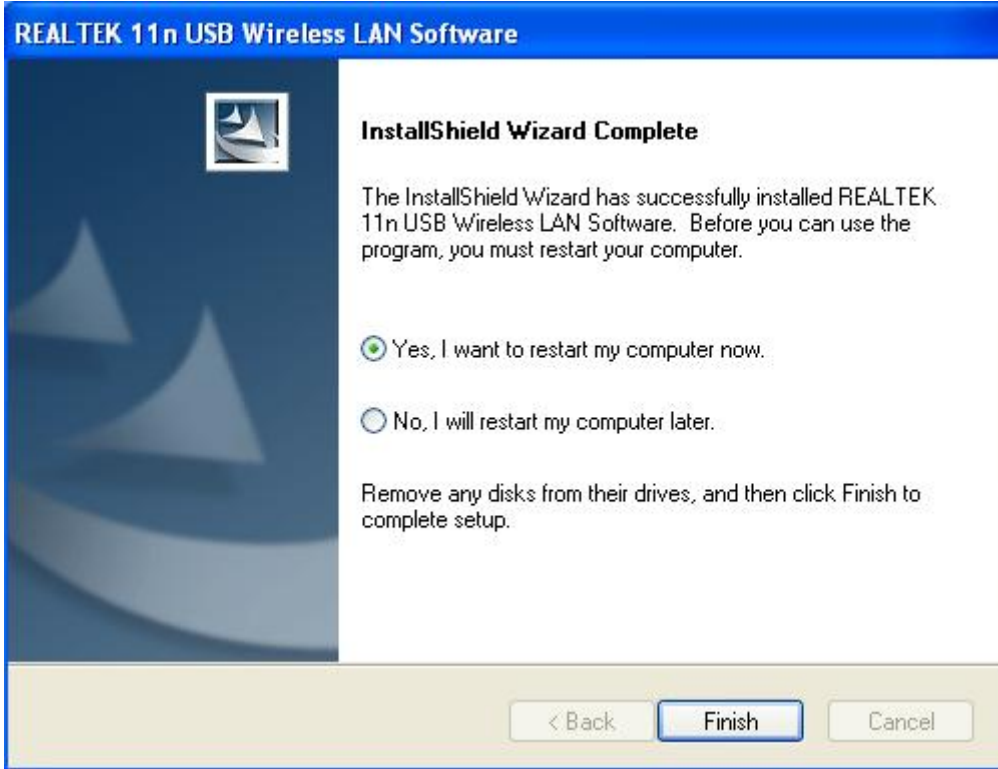 REALTEK 11n USB Wireless LAN Software
InstallShield Wizard Complete
The InstallShield Wizard has successfully installed REALTEK
11n USB Wireless LAN Software. Before you can use the
program, you must restart your computer.
Yes, I want to restart my computer now.
No, I will restart my computer later.
Remove any disks from their drives, and then click Finish to
complete setup.
< Back
Finish
Cancel